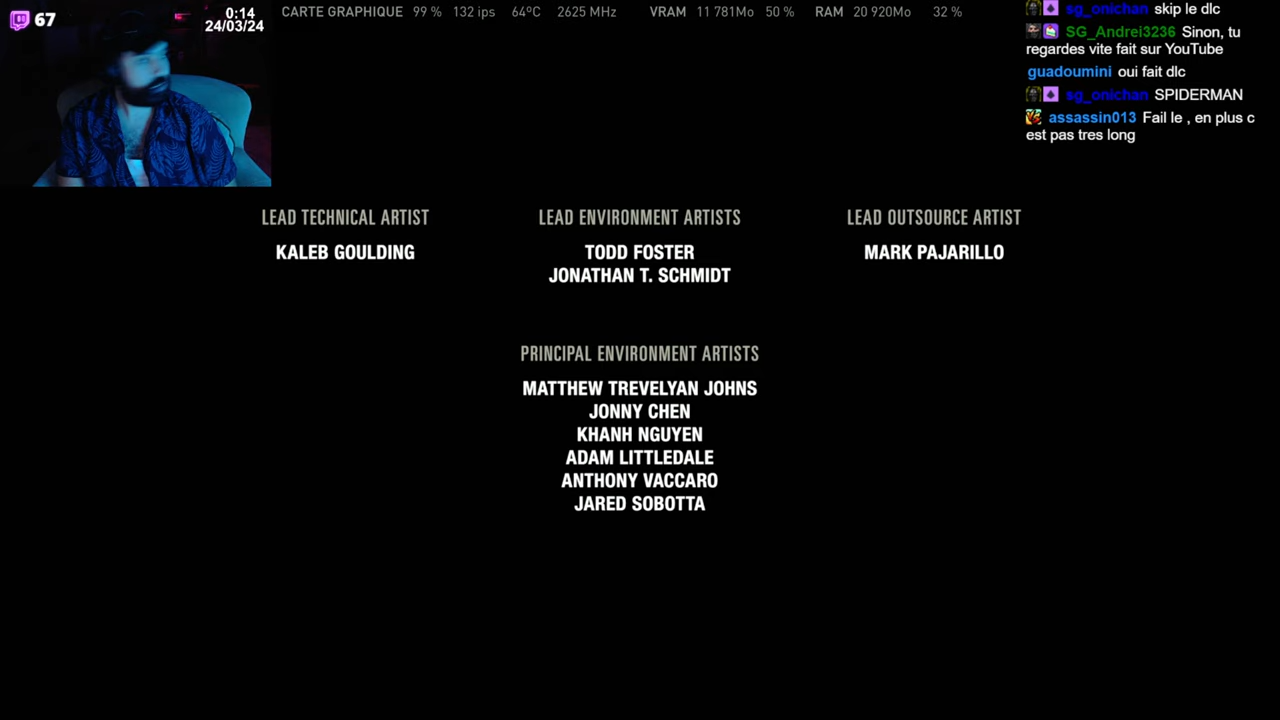 67
0:14
24/03/24
CARTE GRAPHIQUE 99 % 132 ips 64°C 2625 MHz VRAM 11 781Mo 50 % RAM 20 920Mo 32 %
sg_onichan skip le dlc
SG_Andrei3236 Sinon, tu
regardes vite fait sur YouTube
guadoumini oui fait dlc
sg_onichan SPIDERMAN
assassin013 Fail le , en plus c
est pas tres long
LEAD TECHNICAL ARTIST
KALEB GOULDING
LEAD ENVIRONMENT ARTISTS
TODD FOSTER
JONATHAN T. SCHMIDT
LEAD OUTSOURCE ARTIST
MARK PAJARILLO
PRINCIPAL ENVIRONMENT ARTISTS
MATTHEW TREVELYAN JOHNS
JONNY CHEN
KHANH NGUYEN
ADAM LITTLEDALE
ANTHONY VACCARO
JARED SOBOTTA